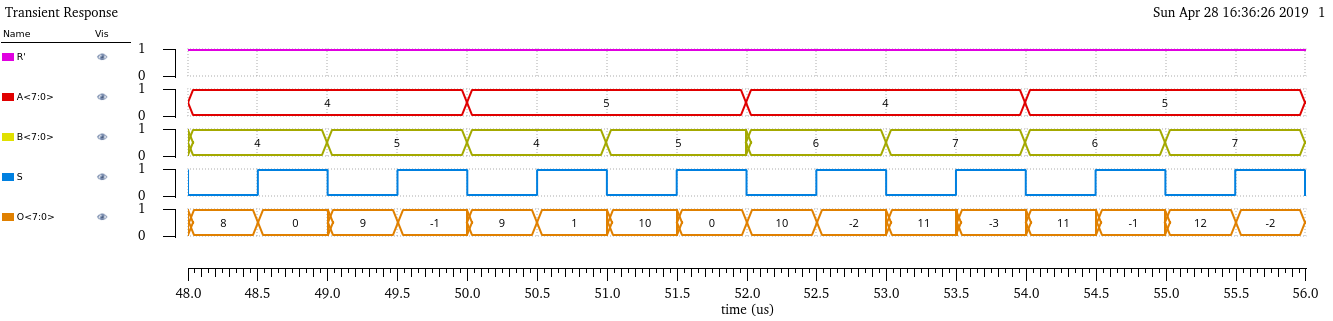 Transient Response Sun Apr 28 16:36:26 2019 1
Name Vis
R' 1
0
A<7:0> 1 4 5 4 5
0
B<7:0> 1 4 5 4 5 6 7 6 7
0
S 1
0
O<7:0> 1 8 0 9 -1 9 1 10 0 10 -2 11 -3 11 -1 12 -2
0
48.0 48.5 49.0 49.5 50.0 50.5 51.0 51.5 52.0 52.5 53.0 53.5 54.0 54.5 55.0 55.5 56.0
time (us)